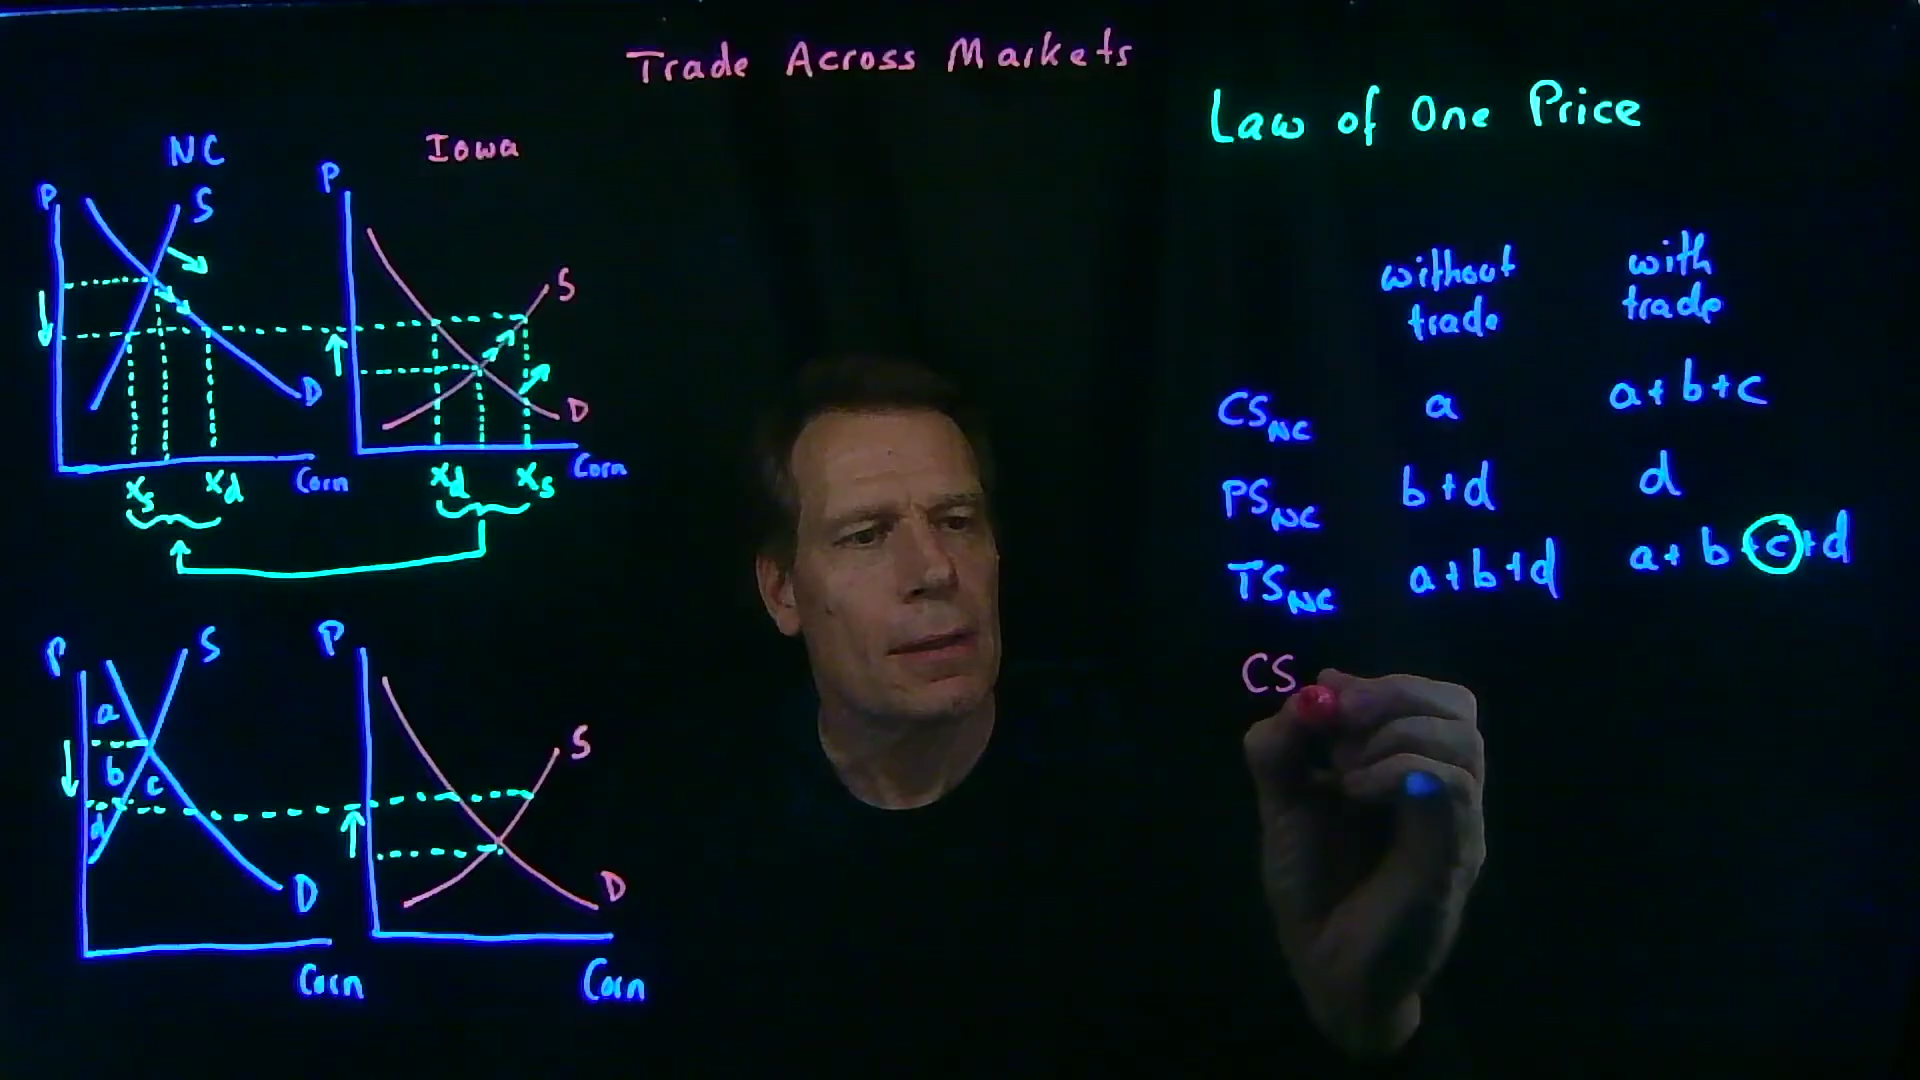 Trade Across Markets
Law of One Price
NC
Iowa
P
S
D
Corn
xs
xd
P
S
D
Corn
xd
xs
without trade
with trade
CSNC a a+b+c
PSNC b+d d
TSNC a+b+d a+b+c+d
CS
P
S
a
b
c
d
D
Corn
P
S
D
Corn